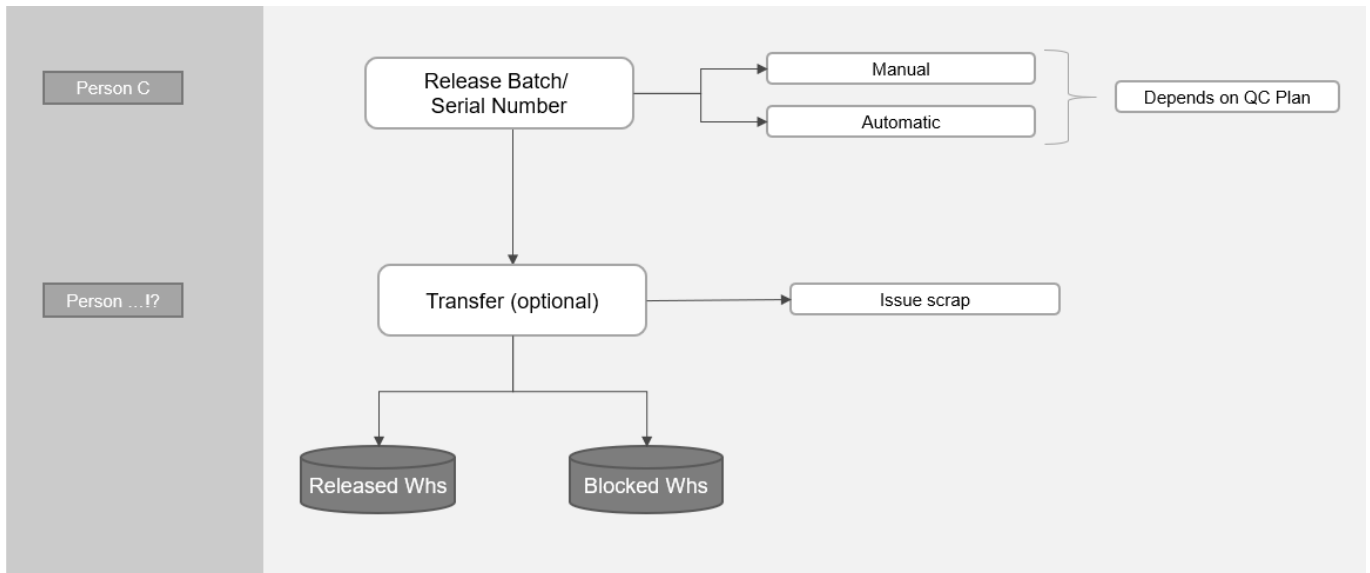 Person C
Release Batch/
Serial Number
Manual
Automatic
Depends on QC Plan
Person ...!?
Transfer (optional)
Issue scrap
Released Whs
Blocked Whs